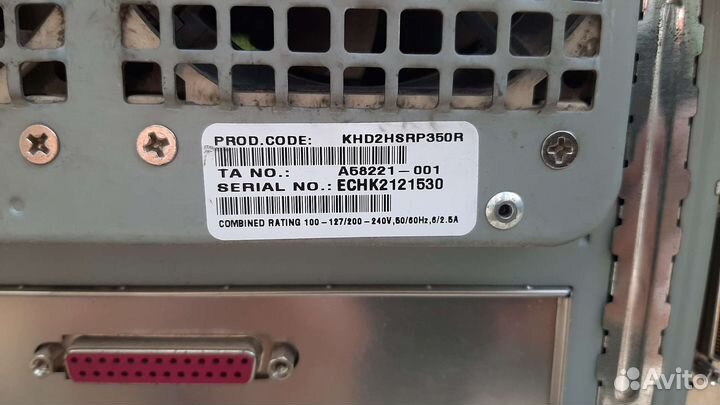 PROD.CODE: KHD2HSRP350R
TA NO.: A58221-001
SERIAL NO.: ECHK2121530
COMBINED RATING 100-127/200-240V,50/60Hz,6/2.5A
Avito